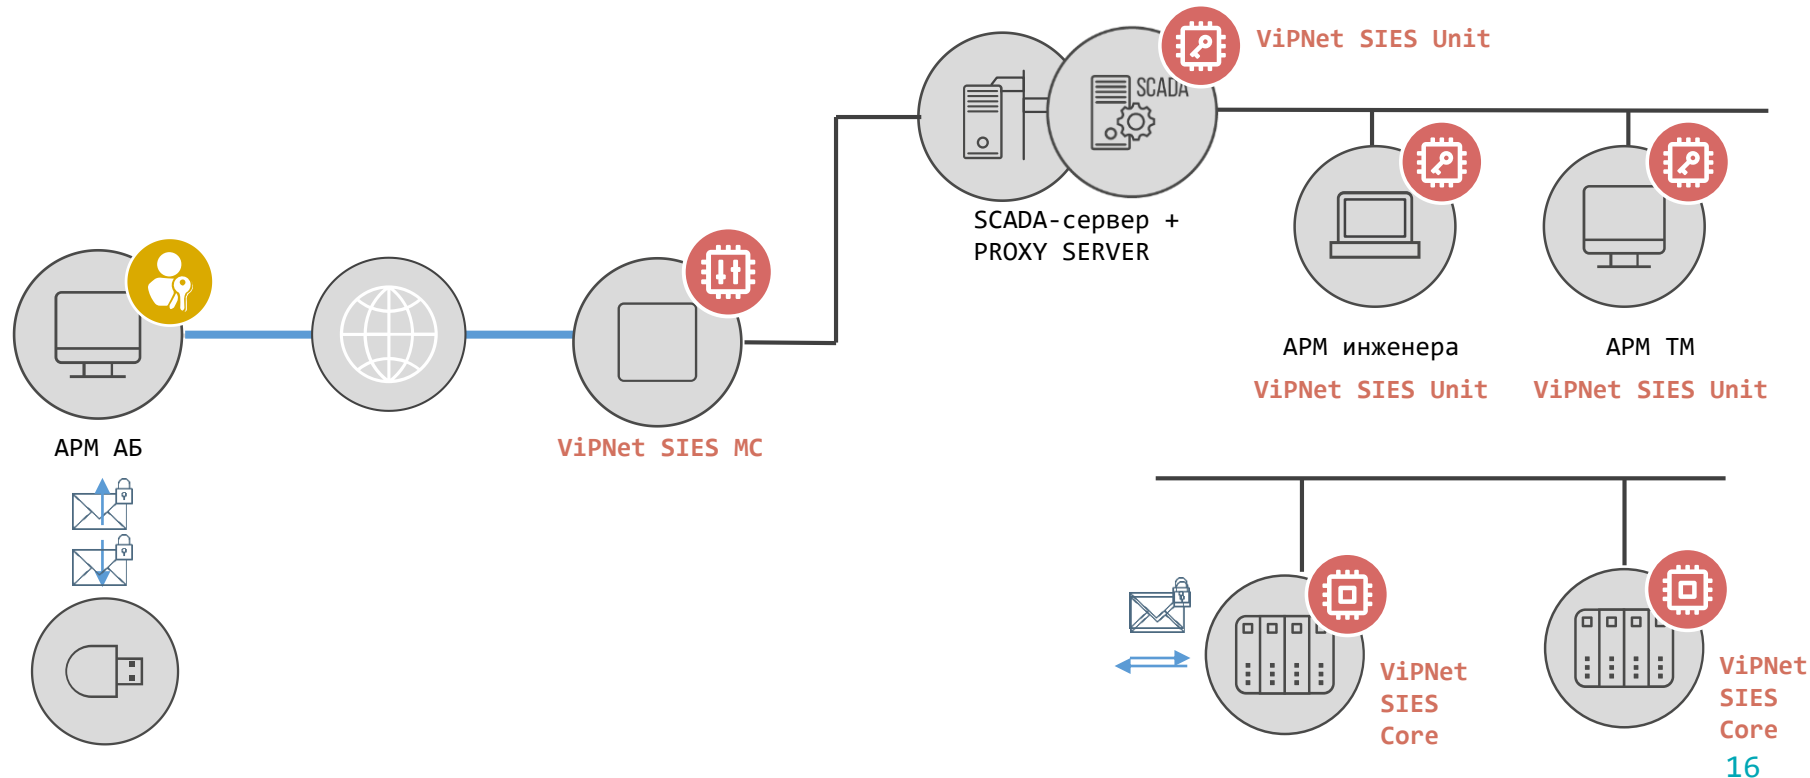 ViPNet SIES Unit
SCADA
SCADA-сервер +
PROXY SERVER
АРМ инженера
ViPNet SIES Unit
АРМ ТМ
ViPNet SIES Unit
АРМ АБ
ViPNet SIES MC
ViPNet
SIES
Core
ViPNet
SIES
Core
16